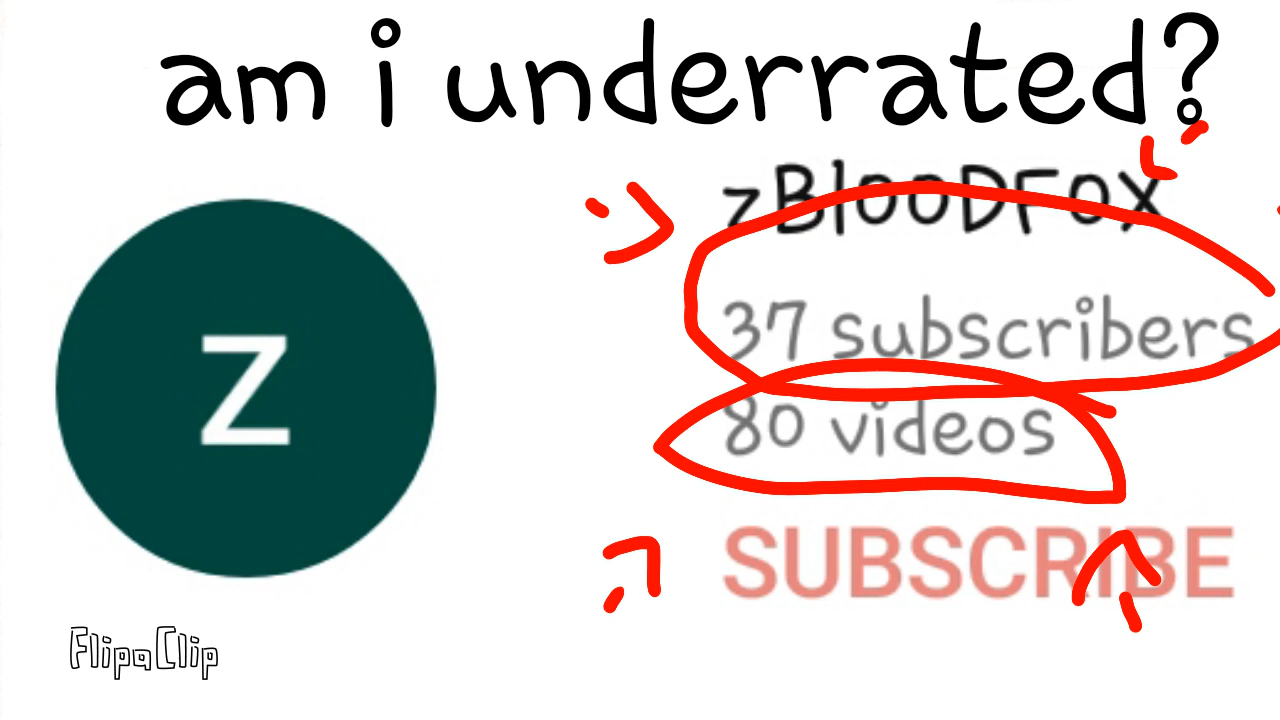 am i underrated?
zBlooDFox
37 subscribers
80 videos
Z
SUBSCRIBE
FlipaClip